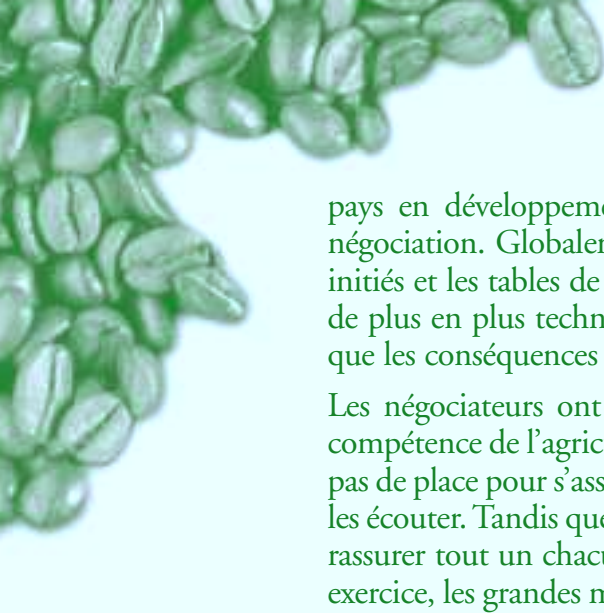 pays en développeme
négociation. Globaler
initiés et les tables de
de plus en plus techn
que les conséquences
Les négociateurs ont
compétence de l'agric
pas de place pour s'ass
les écouter. Tandis que
rassurer tout un chacu
exercice, les grandes m